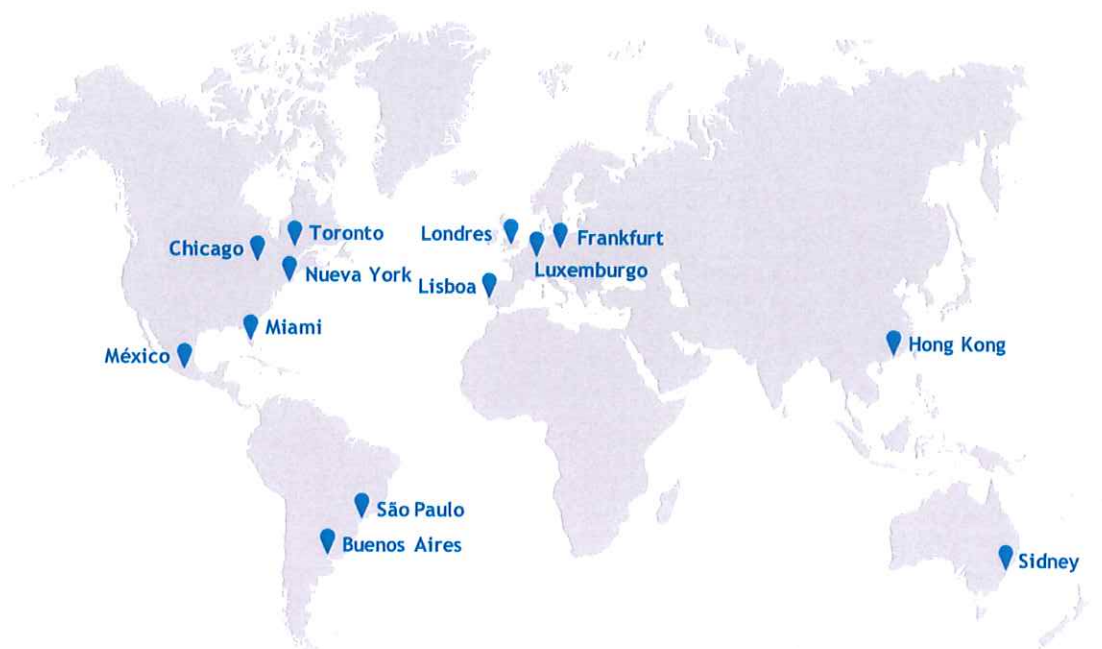 Toronto
Londres
Frankfurt
Chicago
Nueva York
Luxemburgo
Lisboa
Miami
México
Hong Kong
São Paulo
Buenos Aires
Sidney